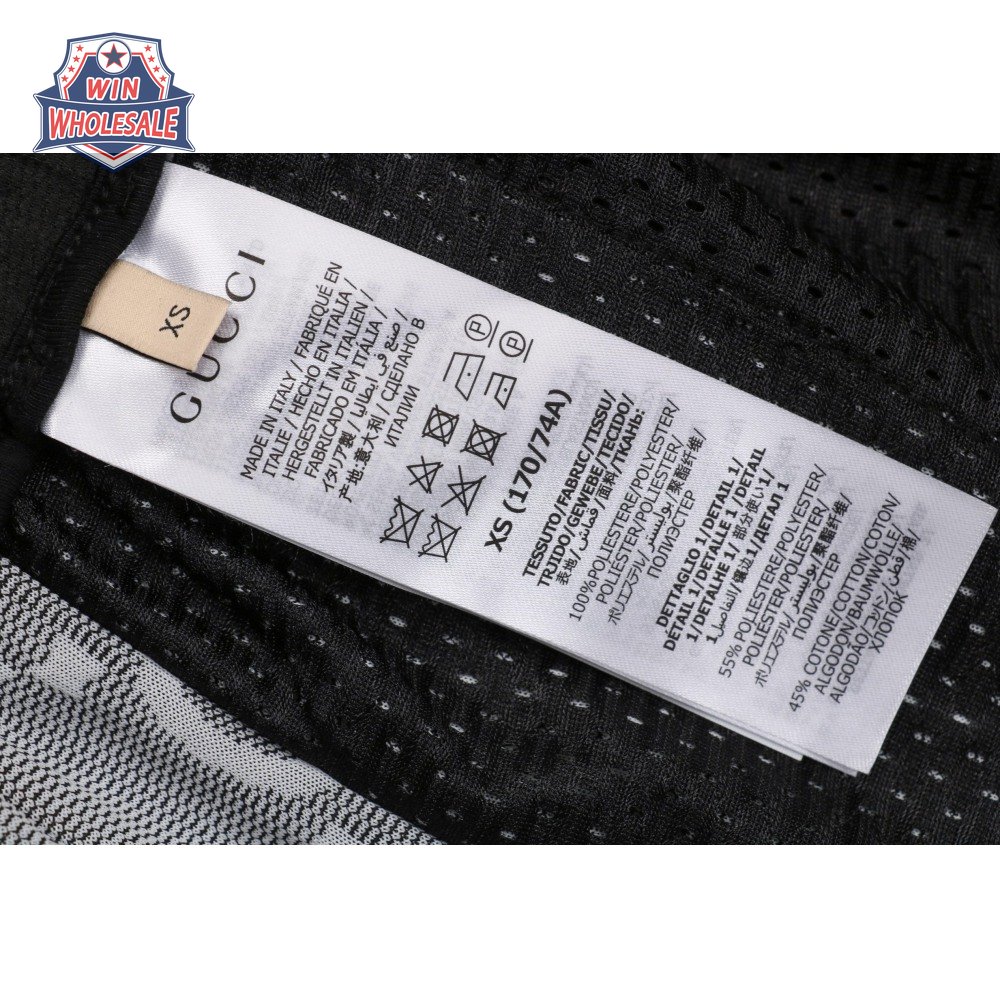 WIN
WHOLESALE
XS
GUCCI
MADE IN ITALY / FABRIQUÉ EN
ITALIE / HECHO EN ITALIA /
HERGESTELLT IN ITALIEN /
FABRICADO EM ITALIA /
イタリア製 / صنع في ايطاليا /
产地:意大利 / СДЕЛАНО В
ИТАЛИИ
P
P
XS (170/74A)
TESSUTO/FABRIC/TISSU/
TRJIDO/GEWEBE/TECIDO/
表地/قماش/面料/ТКАНЬ:
100%POLIESTERE/POLYESTER/
POLIÉSTER/POLYESTER/
ポリエステル/بوليستر/聚酯纤维/
ПОЛИЭСТЕР
DETTAGLIO 1/DETAIL 1/
DÉTAIL 1/DETALLE 1 /DETAIL
1/DETALHE 1/部分使い1/
1 التفاصيل/镶边1/ДЕТАЛ 1
55% POLIESTERE/POLYESTER/
POLIÉSTER/POLYESTER/
ポリエステル/بوليستر/聚酯纤维/
ПОЛИЭСТЕР
45% COTONE/COTTON/COTON/
ALGODÓN/BAUMWOLLE/
ALGODÃO/コットン/قطن/棉/
ХЛОПОК